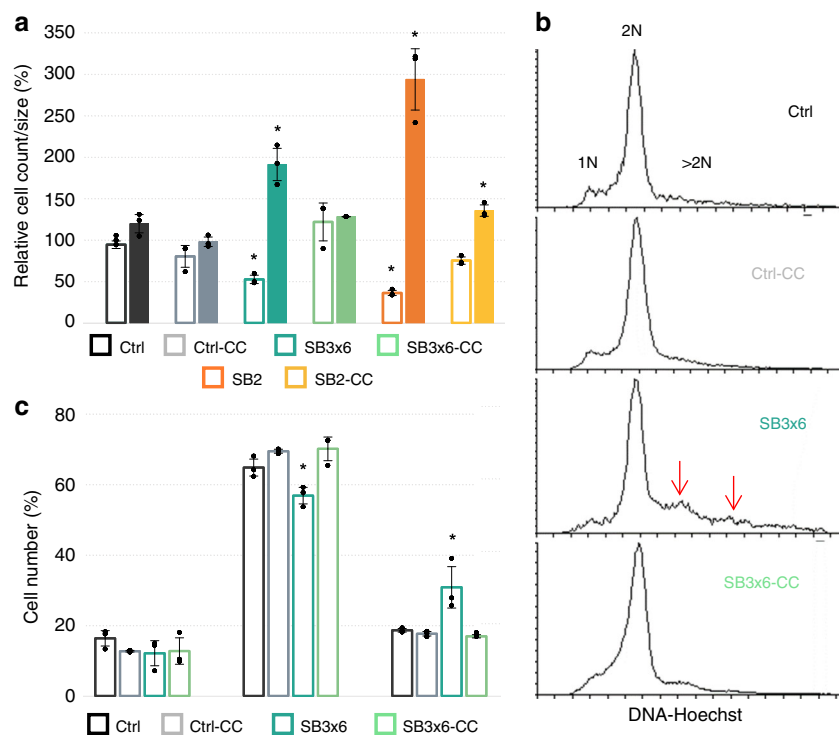 a
Relative cell count/size (%)
350
300
250
200
150
100
50
0
*
*
*
*
*
Ctrl
Ctrl-CC
SB3x6
SB3x6-CC
SB2
SB2-CC
b
2N
1N
>2N
Ctrl
Ctrl-CC
SB3x6
SB3x6-CC
DNA-Hoechst
c
Cell number (%)
80
60
40
20
0
*
*
Ctrl
Ctrl-CC
SB3x6
SB3x6-CC